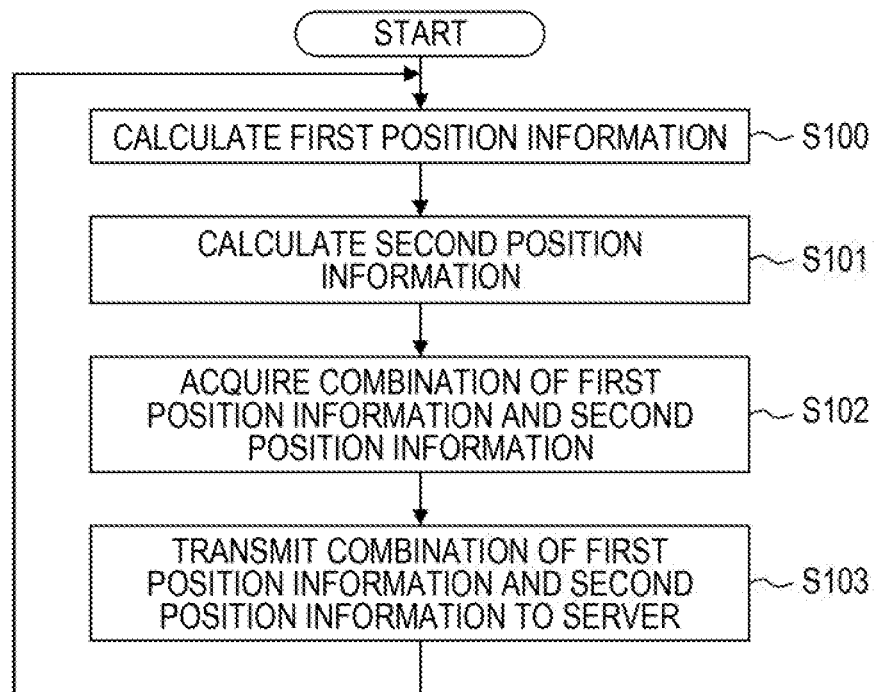 START
CALCULATE FIRST POSITION INFORMATION
S100
CALCULATE SECOND POSITION
INFORMATION
S101
ACQUIRE COMBINATION OF FIRST
POSITION INFORMATION AND SECOND
POSITION INFORMATION
S102
TRANSMIT COMBINATION OF FIRST
POSITION INFORMATION AND SECOND
POSITION INFORMATION TO SERVER
S103